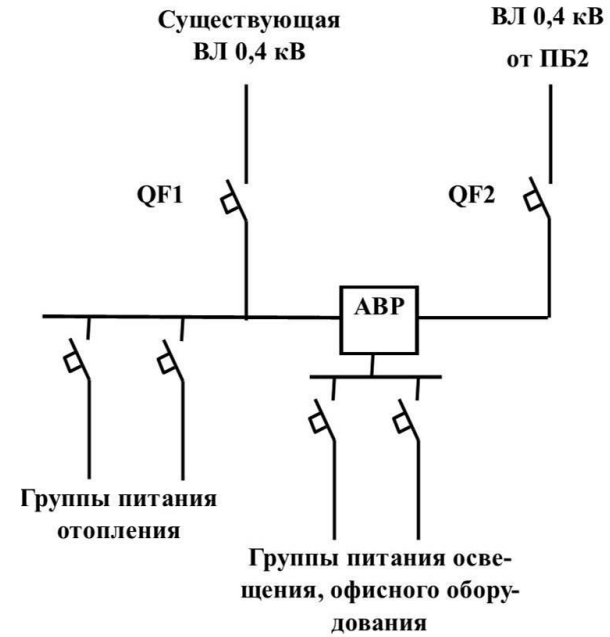 Существующая
ВЛ 0,4 кВ
ВЛ 0,4 кВ
от ПБ2
QF1
QF2
АВР
Группы питания
отопления
Группы питания осве-
щения, офисного обору-
дования